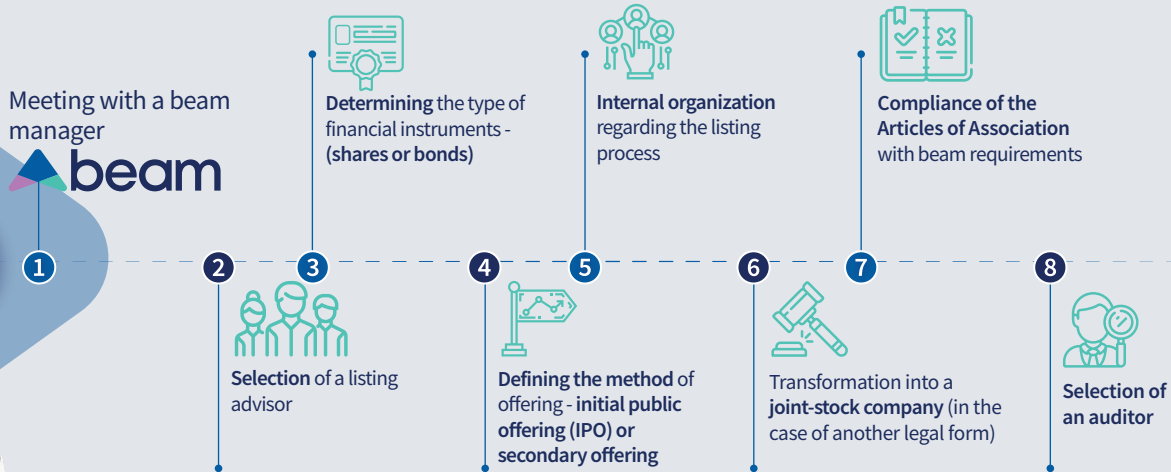 Meeting with a beam
manager
beam
1
2
Selection of a listing
advisor
3
Determining the type of
financial instruments -
(shares or bonds)
4
Defining the method of
offering - initial public
offering (IPO) or
secondary offering
5
Internal organization
regarding the listing
process
6
Transformation into a
joint-stock company (in the
case of another legal form)
7
Compliance of the
Articles of Association
with beam requirements
8
Selection of
an auditor